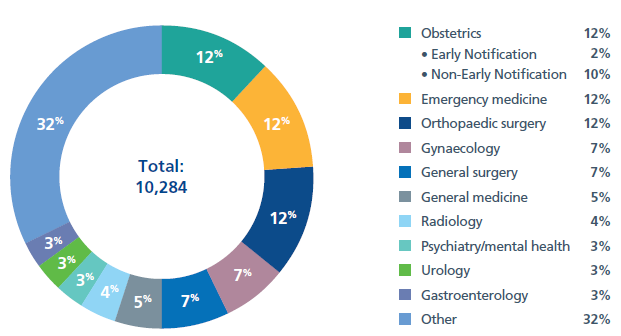 12%
12%
12%
7%
7%
5%
4%
3%
3%
3%
32%
Total:
10,284
Obstetrics 12%
• Early Notification 2%
• Non-Early Notification 10%
Emergency medicine 12%
Orthopaedic surgery 12%
Gynaecology 7%
General surgery 7%
General medicine 5%
Radiology 4%
Psychiatry/mental health 3%
Urology 3%
Gastroenterology 3%
Other 32%